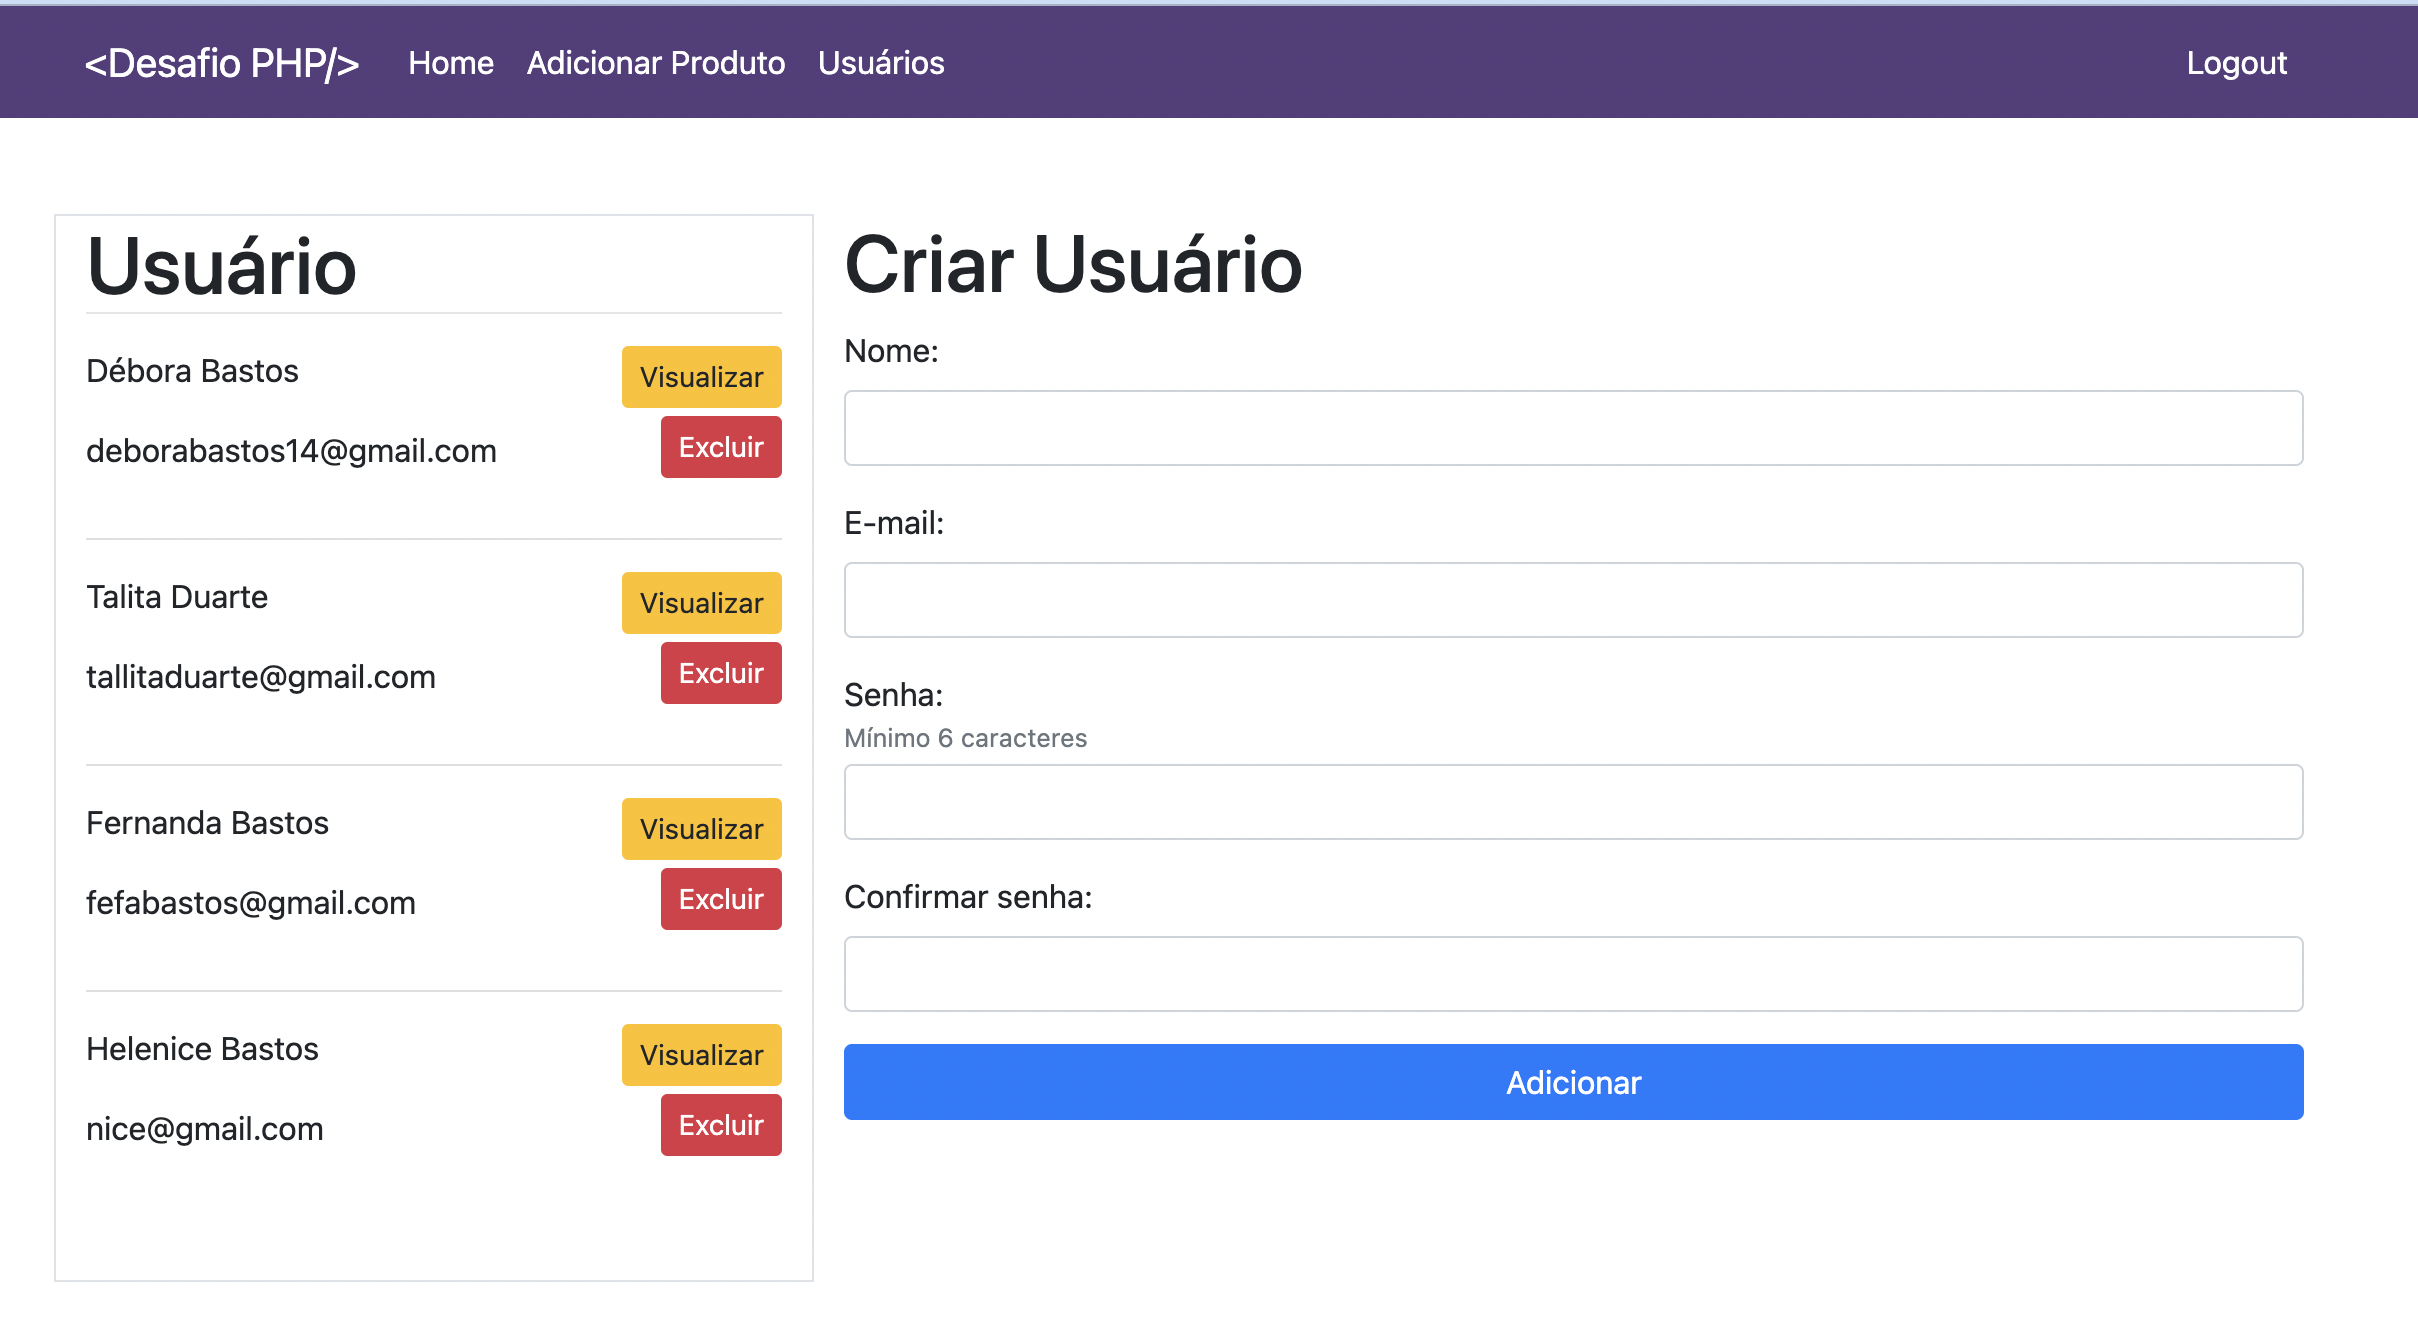 <Desafio PHP/> Home Adicionar Produto Usuários Logout
Usuário
Débora Bastos Visualizar
deborabastos14@gmail.com Excluir
Talita Duarte Visualizar
tallitaduarte@gmail.com Excluir
Fernanda Bastos Visualizar
fefabastos@gmail.com Excluir
Helenice Bastos Visualizar
nice@gmail.com Excluir
Criar Usuário
Nome:
E-mail:
Senha:
Mínimo 6 caracteres
Confirmar senha:
Adicionar